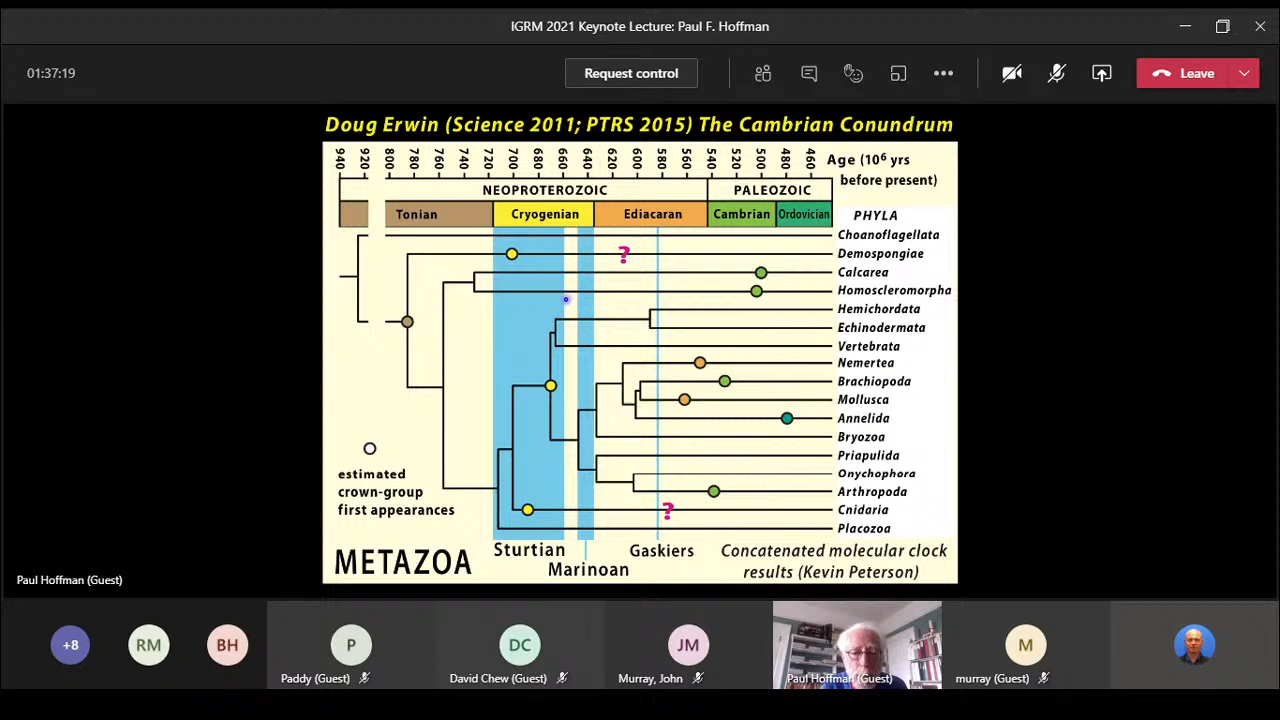 IGRM 2021 Keynote Lecture: Paul F. Hoffman
01:37:19
Request control
Leave
Doug Erwin (Science 2011; PTRS 2015) The Cambrian Conundrum
940 920 800 780 760 740 720 700 680 660 640 620 600 580 560 540 520 500 480 460
Age (10⁶ yrs
before present)
NEOPROTEROZOIC PALEOZOIC
Tonian Cryogenian Ediacaran Cambrian Ordovician
PHYLA
Choanoflagellata
? Demospongiae
Calcarea
Homoscleromorpha
Hemichordata
Echinodermata
Vertebrata
Nemertea
Brachiopoda
Mollusca
Annelida
Bryozoa
Priapulida
Onychophora
Arthropoda
? Cnidaria
Placozoa
estimated
crown-group
first appearances
METAZOA
Sturtian
Marinoan
Gaskiers
Concatenated molecular clock
results (Kevin Peterson)
Paul Hoffman (Guest)
+8
RM
BH
P
Paddy (Guest)
DC
David Chew (Guest)
JM
Murray, John
Paul Hoffman (Guest)
M
murray (Guest)